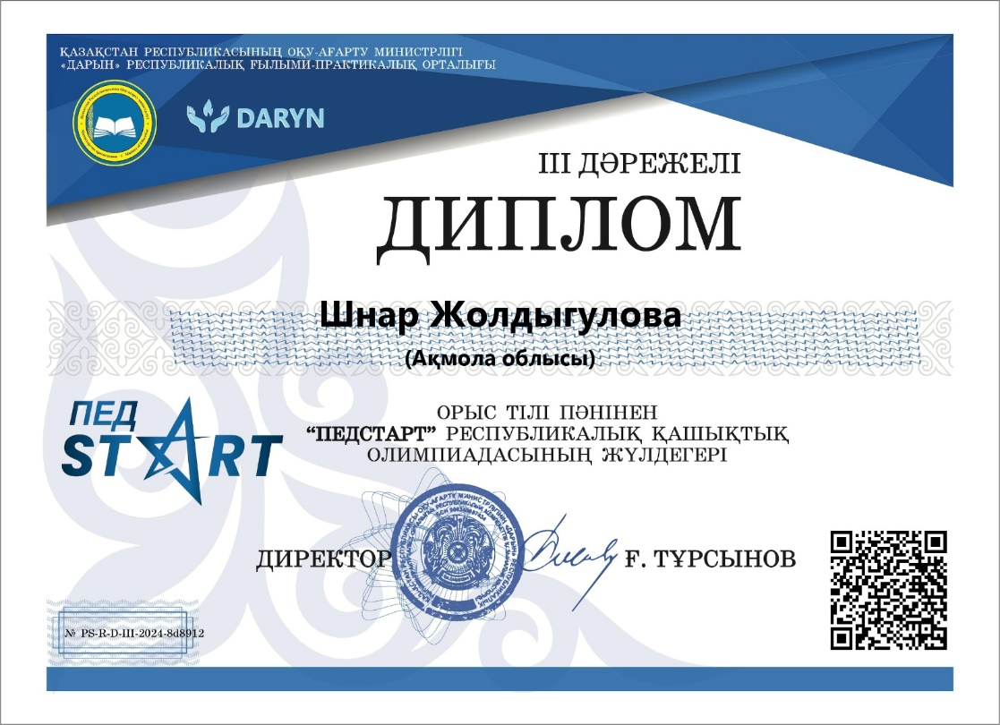 ҚАЗАҚСТАН РЕСПУБЛИКАСЫНЫҢ ОҚУ-АҒАРТУ МИНИСТРЛІГІ
«ДАРЫН» РЕСПУБЛИКАЛЫҚ ҒЫЛЫМИ-ПРАКТИКАЛЫҚ ОРТАЛЫҒЫ
DARYN
III ДӘРЕЖЕЛІ
ДИПЛОМ
Шнар Жолдыгулова
(Ақмола облысы)
ПЕД
START
ОРЫС ТІЛІ ПӘНІНЕН
“ПЕДСТАРТ” РЕСПУБЛИКАЛЫҚ ҚАШЫҚТЫҚ
ОЛИМПИАДАСЫНЫҢ ЖҮЛДЕГЕРІ
ДИРЕКТОР Ғ. ТҰРСЫНОВ
№ PS-R-D-III-2024-8d8912